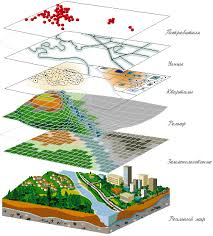 Потребители
Улицы
Кварталы
Рельеф
Землепользование
Реальный мир